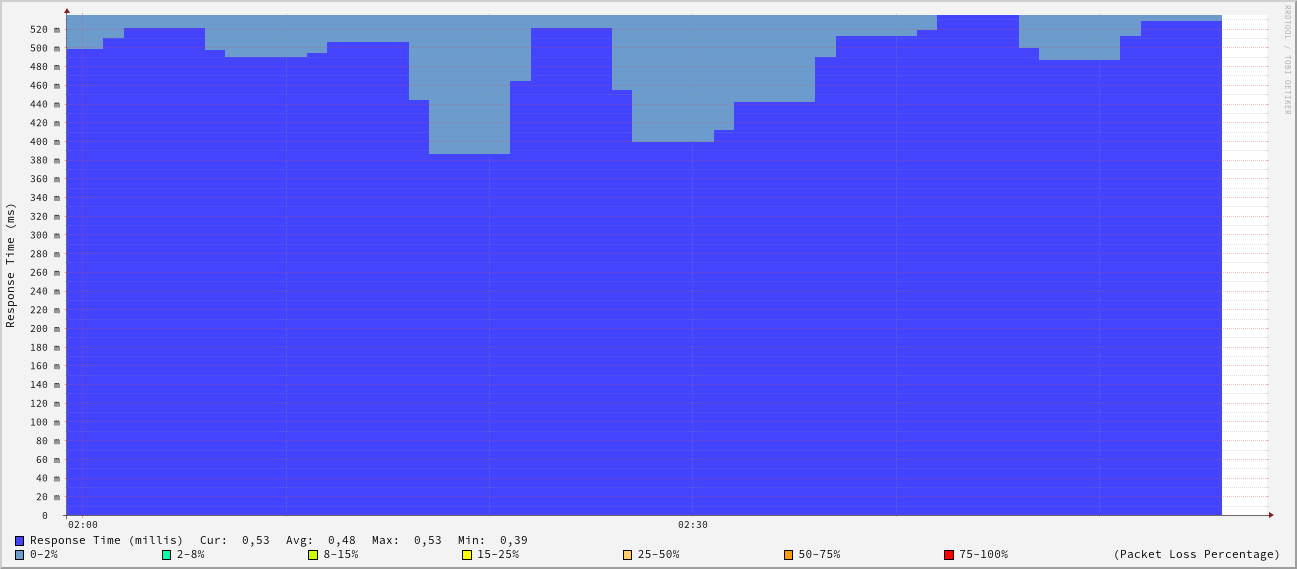 RRDTOOL / TOBI OETIKER
Response Time (ms)
520 m
500 m
480 m
460 m
440 m
420 m
400 m
380 m
360 m
340 m
320 m
300 m
280 m
260 m
240 m
220 m
200 m
180 m
160 m
140 m
120 m
100 m
80 m
60 m
40 m
20 m
0
02:00 02:30
Response Time (millis) Cur: 0,53 Avg: 0,48 Max: 0,53 Min: 0,39
0-2% 2-8% 8-15% 15-25% 25-50% 50-75% 75-100% (Packet Loss Percentage)